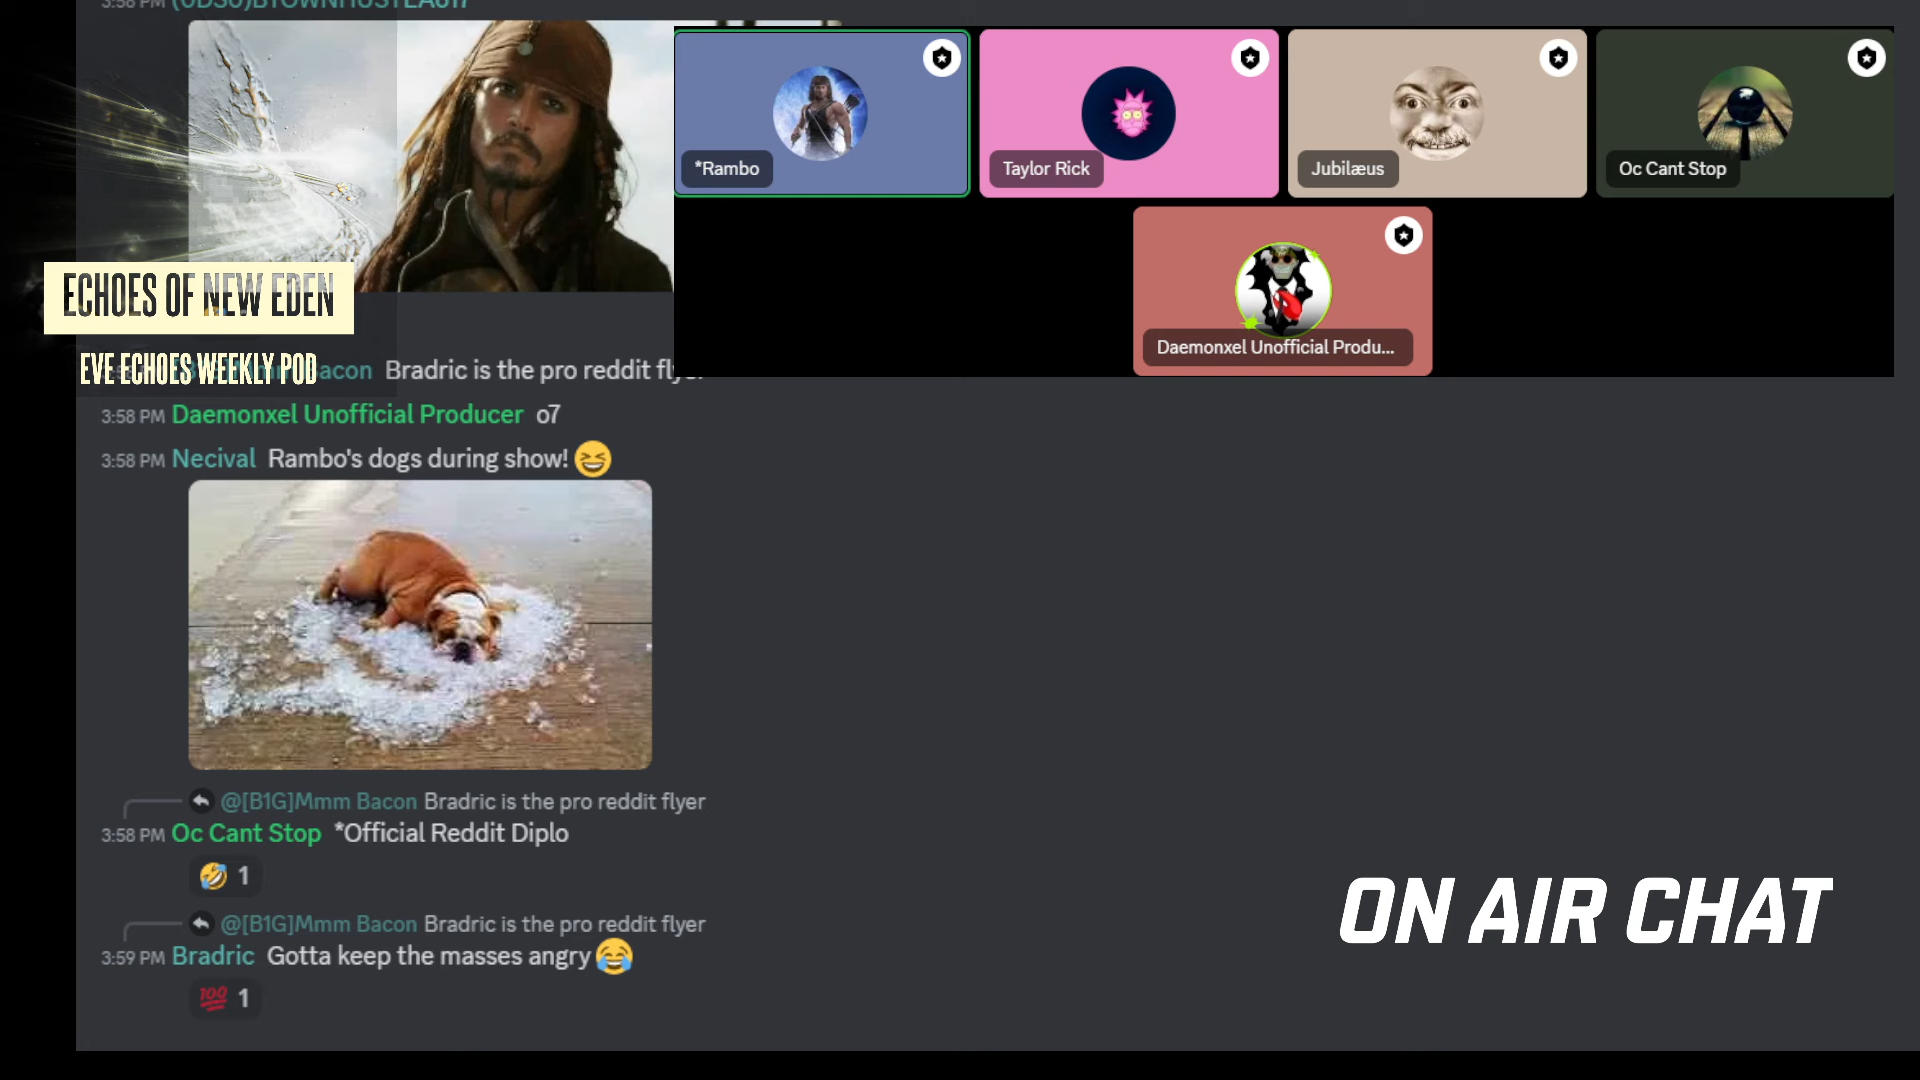 3:58 PM
*Rambo
Taylor Rick
Jubilæus
Oc Cant Stop
Daemonxel Unofficial Produ...
ECHOES OF NEW EDEN
EVE ECHOES WEEKLY POD
Bacon Bradric is the pro reddit
3:58 PM Daemonxel Unofficial Producer o7
3:58 PM Necival Rambo's dogs during show! 😆
@[B1G]Mmm Bacon Bradric is the pro reddit flyer
3:58 PM Oc Cant Stop *Official Reddit Diplo
🤣 1
@[B1G]Mmm Bacon Bradric is the pro reddit flyer
3:59 PM Bradric Gotta keep the masses angry 😂
💯 1
ON AIR CHAT